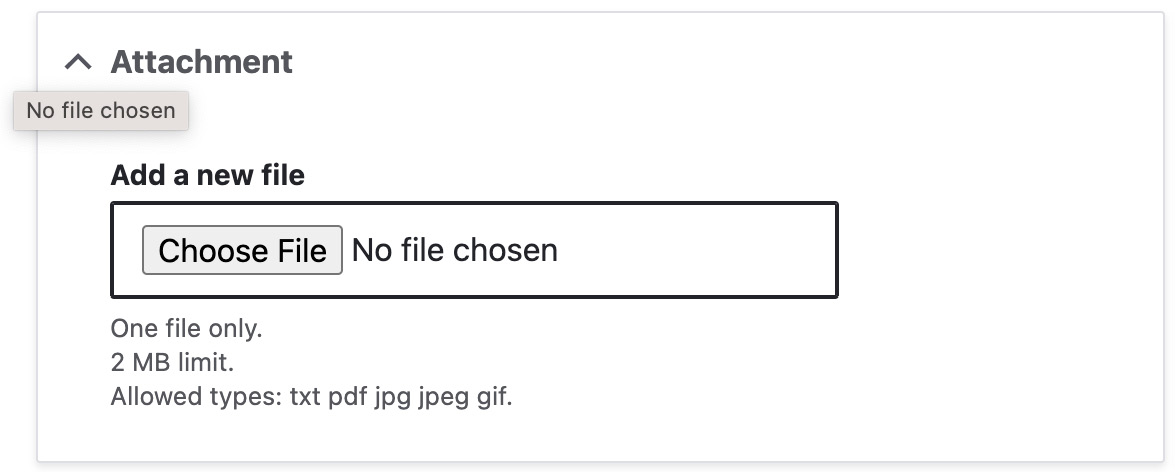 Attachment
No file chosen
Add a new file
Choose File No file chosen
One file only.
2 MB limit.
Allowed types: txt pdf jpg jpeg gif.